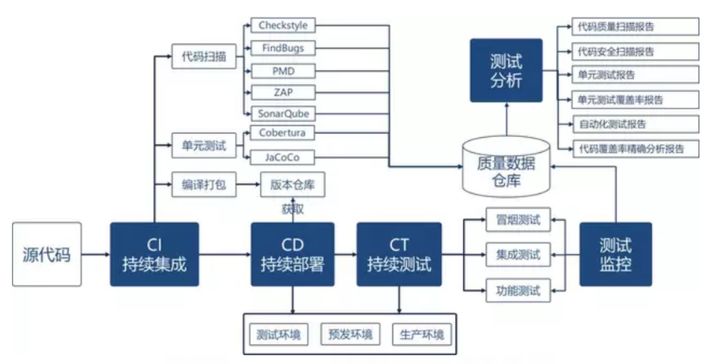 Checkstyle
代码扫描
FindBugs
PMD
ZAP
SonarQube
单元测试
Cobertura
JaCoCo
编译打包
版本仓库
获取
测试
分析
代码质量扫描报告
代码安全扫描报告
单元测试报告
单元测试覆盖率报告
自动化测试报告
代码覆盖率精确分析报告
质量数据
仓库
源代码
CI
持续集成
CD
持续部署
CT
持续测试
冒烟测试
集成测试
功能测试
测试
监控
测试环境
预发环境
生产环境